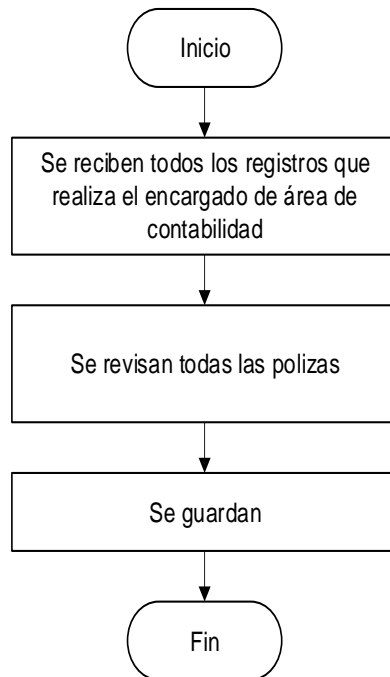 Inicio
Se reciben todos los registros que
realiza el encargado de área de
contabilidad
Se revisan todas las polizas
Se guardan
Fin